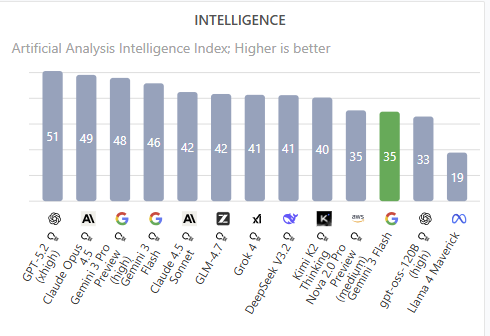 INTELLIGENCE
Artificial Analysis Intelligence Index; Higher is better
51
49
48
46
42
42
41
41
40
35
35
33
19
aws
GPT-5.2
(xhigh)
Claude Opus
4.5
Gemini 3 Pro
Preview
(high)
Gemini 3
Flash
Claude 4.5
Sonnet
GLM-4.7
Grok 4
DeepSeek V3.2
Kimi K2
Thinking
Nova 2.0 Pro
Preview
(medium)
Gemini 3 Flash
gpt-oss-120B
(high)
Llama 4 Maverick